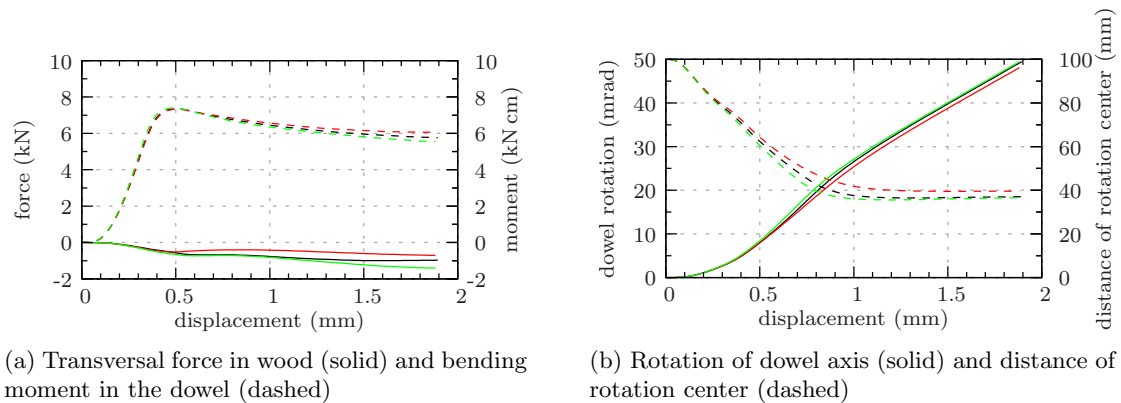 10
8
6
4
2
0
-2
force (kN)
10
8
6
4
2
0
-2
moment (kN cm)
0 0.5 1 1.5 2
displacement (mm)
(a) Transversal force in wood (solid) and bending
moment in the dowel (dashed)
50
40
30
20
10
0
dowel rotation (mrad)
100
80
60
40
20
0
distance of rotation center (mm)
0 0.5 1 1.5 2
displacement (mm)
(b) Rotation of dowel axis (solid) and distance of
rotation center (dashed)